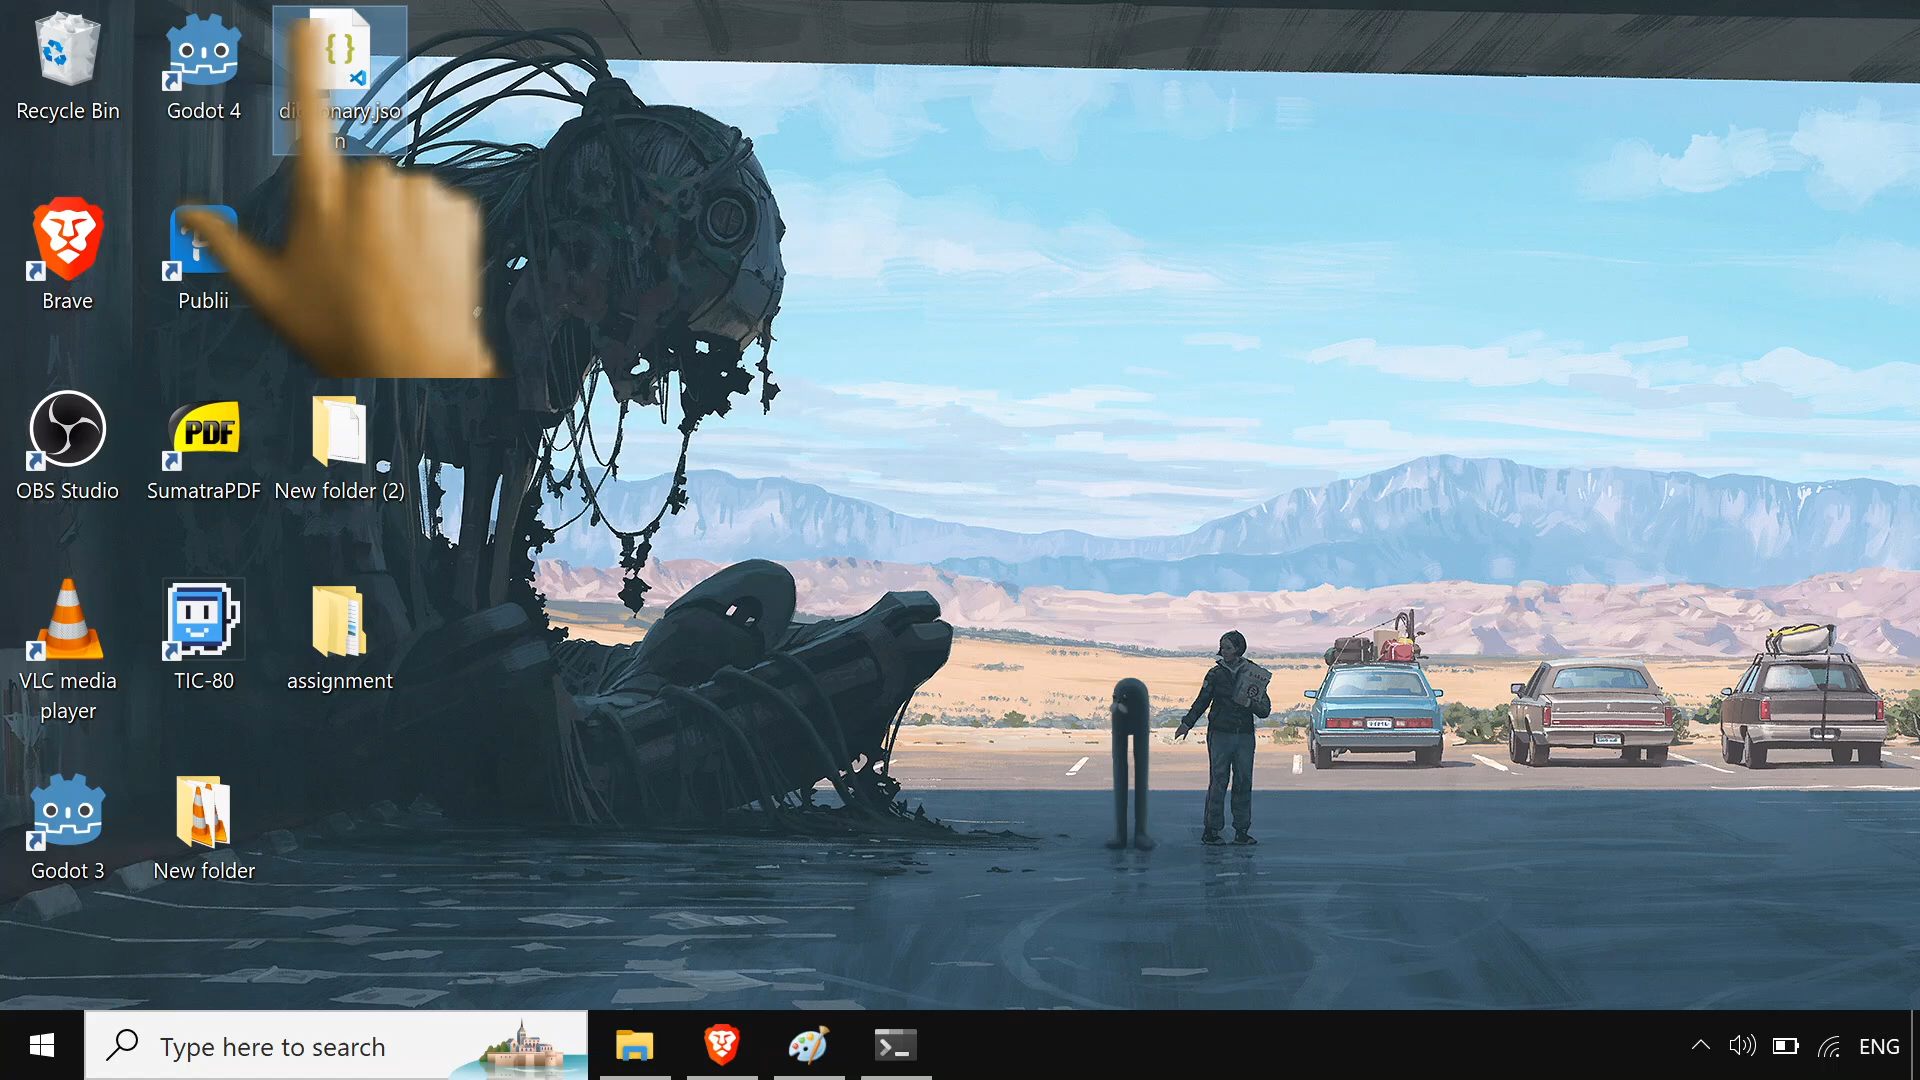 Recycle Bin
Godot 4
n
Brave
Publii
OBS Studio
PDF
SumatraPDF
New folder (2)
VLC media
player
TIC-80
assignment
Godot 3
New folder
Type here to search
ENG